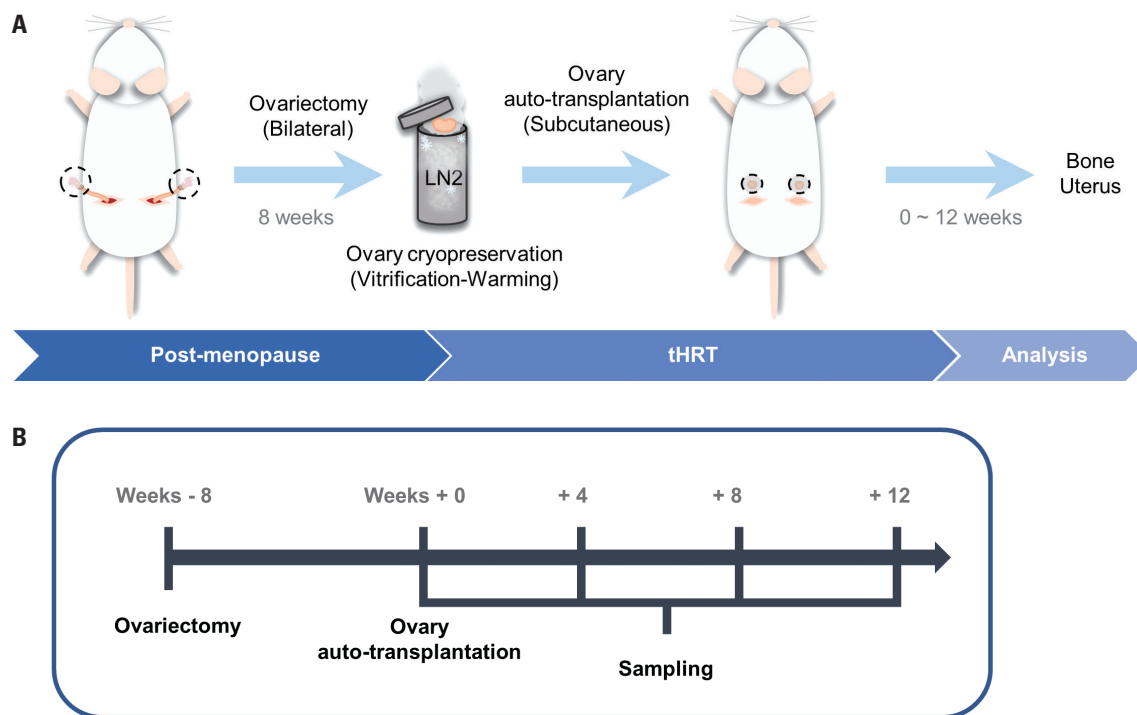 A
Ovariectomy
(Bilateral)
8 weeks
LN2
Ovary cryopreservation
(Vitrification-Warming)
Ovary
auto-transplantation
(Subcutaneous)
0 ~ 12 weeks
Bone
Uterus
Post-menopause
tHRT
Analysis
B
Weeks - 8
Weeks + 0
+ 4
+ 8
+ 12
Ovariectomy
Ovary
auto-transplantation
Sampling